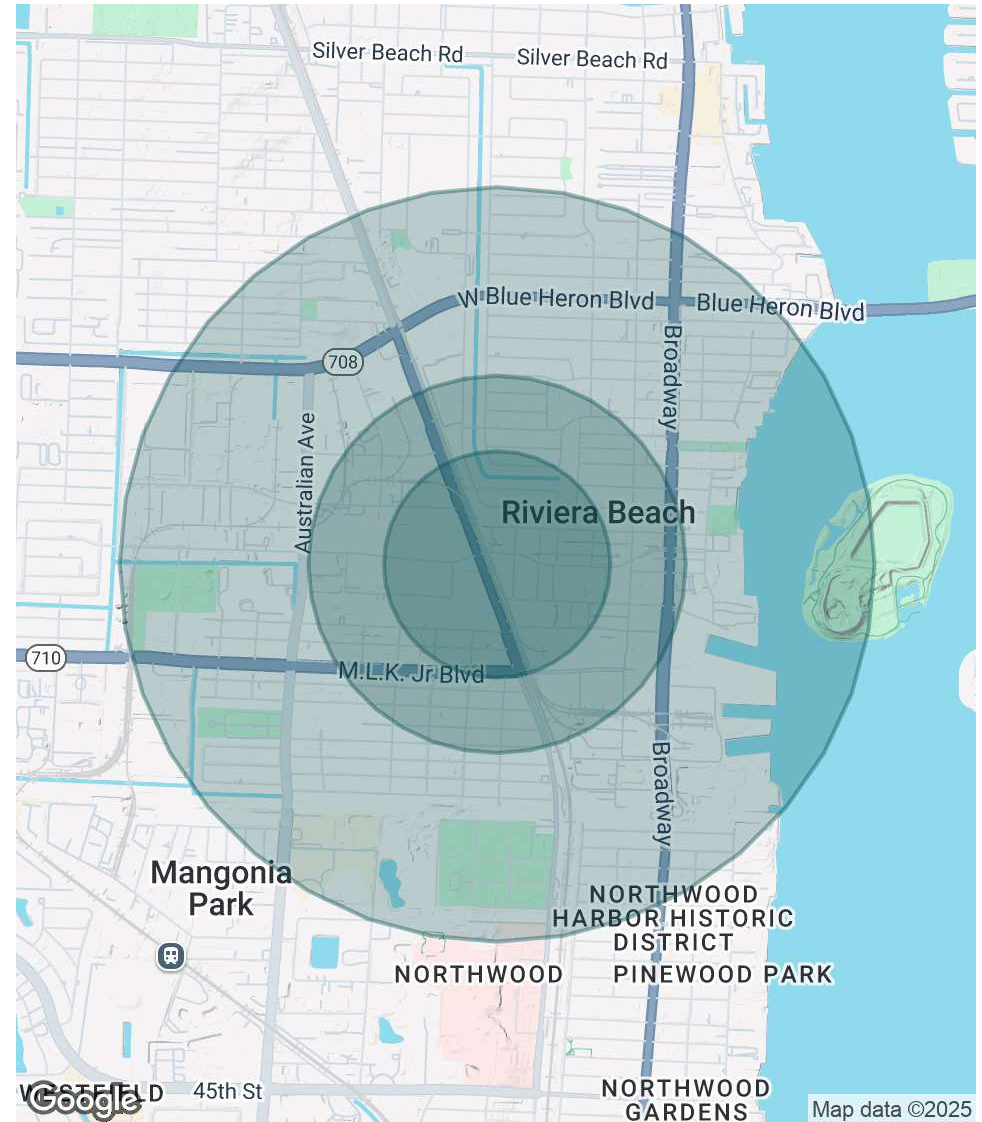 Silver Beach Rd
Silver Beach Rd
W Blue Heron Blvd
Blue Heron Blvd
708
Broadway
Australian Ave
Riviera Beach
710
M.L.K. Jr Blvd
Broadway
Mangonia
Park
NORTHWOOD
HARBOR HISTORIC
DISTRICT
NORTHWOOD
PINEWOOD PARK
WESTFIELD
Google
45th St
NORTHWOOD
GARDENS
Map data ©2025